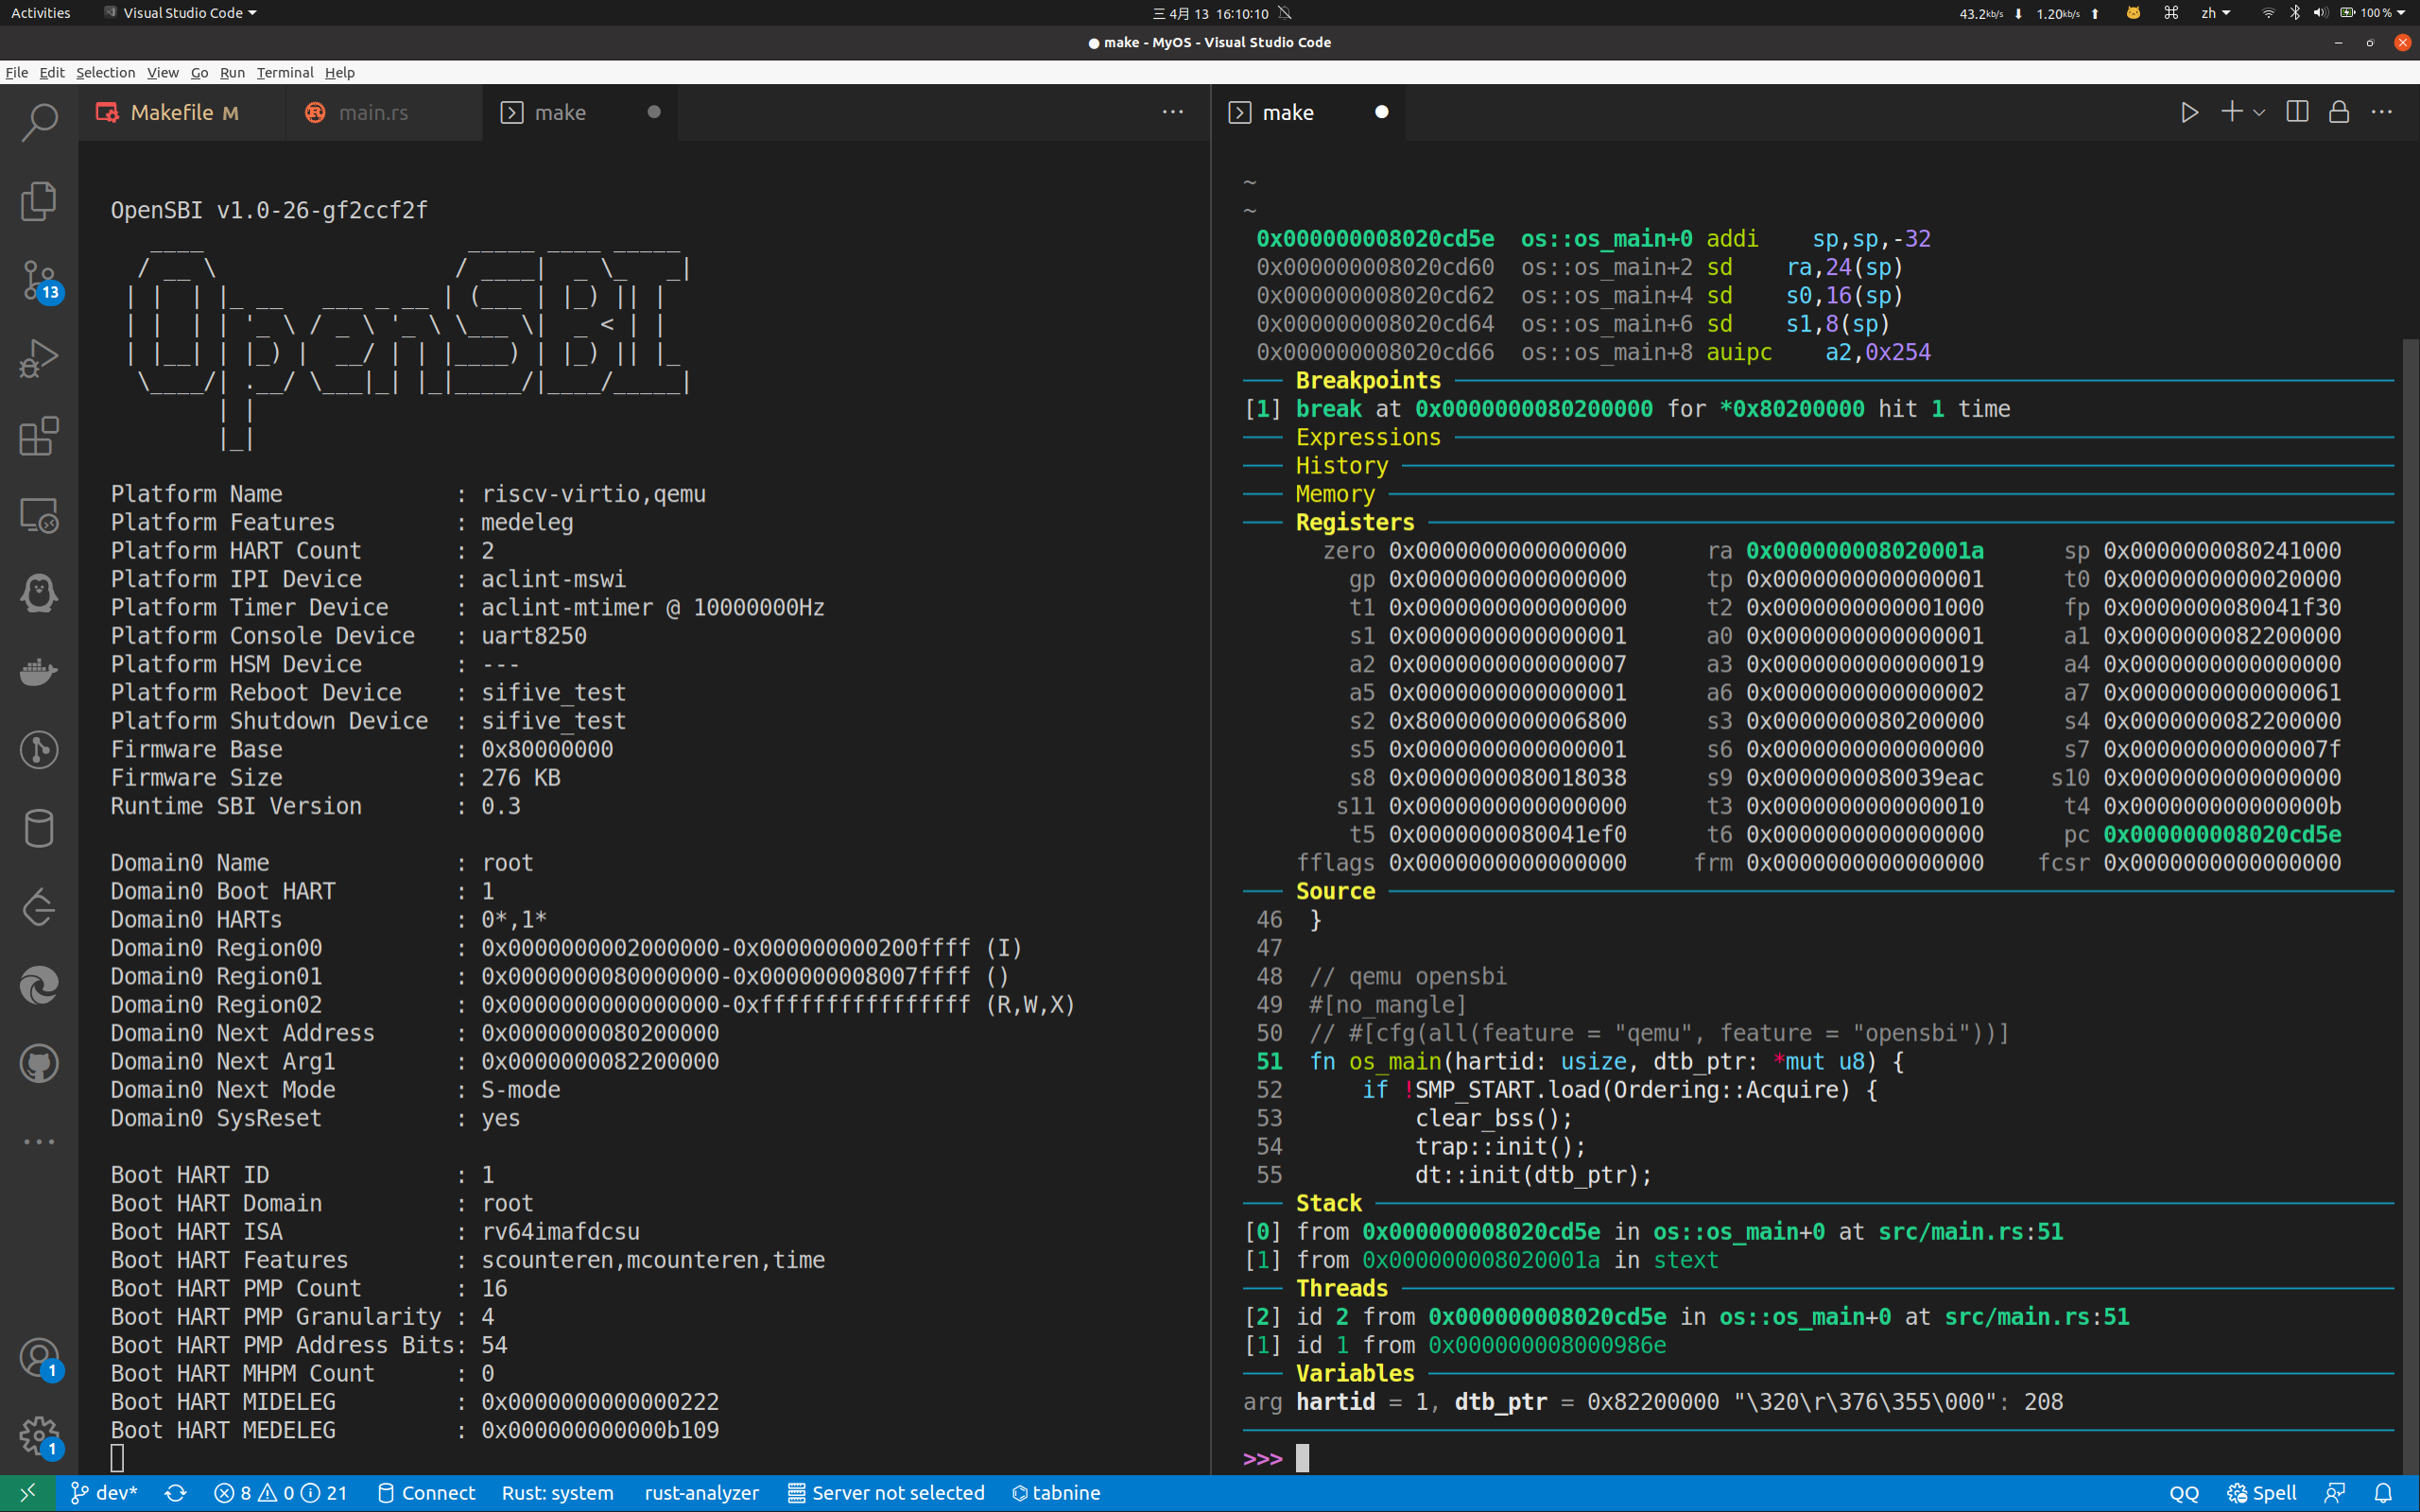 Activities Visual Studio Code 三 4月 13 16:10:10 43.2kb/s 1.20kb/s zh 100 %
● make - MyOS - Visual Studio Code
File Edit Selection View Go Run Terminal Help
Makefile M main.rs make
OpenSBI v1.0-26-gf2ccf2f
OpenSBI
Platform Name : riscv-virtio,qemu
Platform Features : medeleg
Platform HART Count : 2
Platform IPI Device : aclint-mswi
Platform Timer Device : aclint-mtimer @ 10000000Hz
Platform Console Device : uart8250
Platform HSM Device : ---
Platform Reboot Device : sifive_test
Platform Shutdown Device : sifive_test
Firmware Base : 0x80000000
Firmware Size : 276 KB
Runtime SBI Version : 0.3
Domain0 Name : root
Domain0 Boot HART : 1
Domain0 HARTs : 0*,1*
Domain0 Region00 : 0x0000000002000000-0x000000000200ffff (I)
Domain0 Region01 : 0x0000000080000000-0x000000008007ffff ()
Domain0 Region02 : 0x0000000000000000-0xffffffffffffffff (R,W,X)
Domain0 Next Address : 0x0000000080200000
Domain0 Next Arg1 : 0x0000000082200000
Domain0 Next Mode : S-mode
Domain0 SysReset : yes
Boot HART ID : 1
Boot HART Domain : root
Boot HART ISA : rv64imafdcsu
Boot HART Features : scounteren,mcounteren,time
Boot HART PMP Count : 16
Boot HART PMP Granularity : 4
Boot HART PMP Address Bits: 54
Boot HART MHPM Count : 0
Boot HART MIDELEG : 0x0000000000000222
Boot HART MEDELEG : 0x000000000000b109
make
~
~
0x000000008020cd5e os::os_main+0 addi sp,sp,-32
0x000000008020cd60 os::os_main+2 sd ra,24(sp)
0x000000008020cd62 os::os_main+4 sd s0,16(sp)
0x000000008020cd64 os::os_main+6 sd s1,8(sp)
0x000000008020cd66 os::os_main+8 auipc a2,0x254
Breakpoints
[1] break at 0x0000000080200000 for *0x80200000 hit 1 time
Expressions
History
Memory
Registers
zero 0x0000000000000000 ra 0x000000008020001a sp 0x0000000080241000
gp 0x0000000000000000 tp 0x0000000000000001 t0 0x0000000000020000
t1 0x0000000000000000 t2 0x0000000000001000 fp 0x0000000080041f30
s1 0x0000000000000001 a0 0x0000000000000001 a1 0x0000000082200000
a2 0x0000000000000007 a3 0x0000000000000019 a4 0x0000000000000000
a5 0x0000000000000001 a6 0x0000000000000002 a7 0x0000000000000061
s2 0x8000000000006800 s3 0x0000000080200000 s4 0x0000000082200000
s5 0x0000000000000001 s6 0x0000000000000000 s7 0x000000000000007f
s8 0x0000000080018038 s9 0x0000000080039eac s10 0x0000000000000000
s11 0x0000000000000000 t3 0x0000000000000010 t4 0x000000000000000b
t5 0x0000000080041ef0 t6 0x0000000000000000 pc 0x000000008020cd5e
fflags 0x0000000000000000 frm 0x0000000000000000 fcsr 0x0000000000000000
Source
46 }
47
48 // qemu opensbi
49 #[no_mangle]
50 // #[cfg(all(feature = "qemu", feature = "opensbi"))]
51 fn os_main(hartid: usize, dtb_ptr: *mut u8) {
52 if !SMP_START.load(Ordering::Acquire) {
53 clear_bss();
54 trap::init();
55 dt::init(dtb_ptr);
Stack
[0] from 0x000000008020cd5e in os::os_main+0 at src/main.rs:51
[1] from 0x000000008020001a in stext
Threads
[2] id 2 from 0x000000008020cd5e in os::os_main+0 at src/main.rs:51
[1] id 1 from 0x000000008000986e
Variables
arg hartid = 1, dtb_ptr = 0x82200000 "\320\r\376\355\000": 208
>>>
13
1
1
dev* 8 0 21 Connect Rust: system rust-analyzer Server not selected tabnine QQ Spell